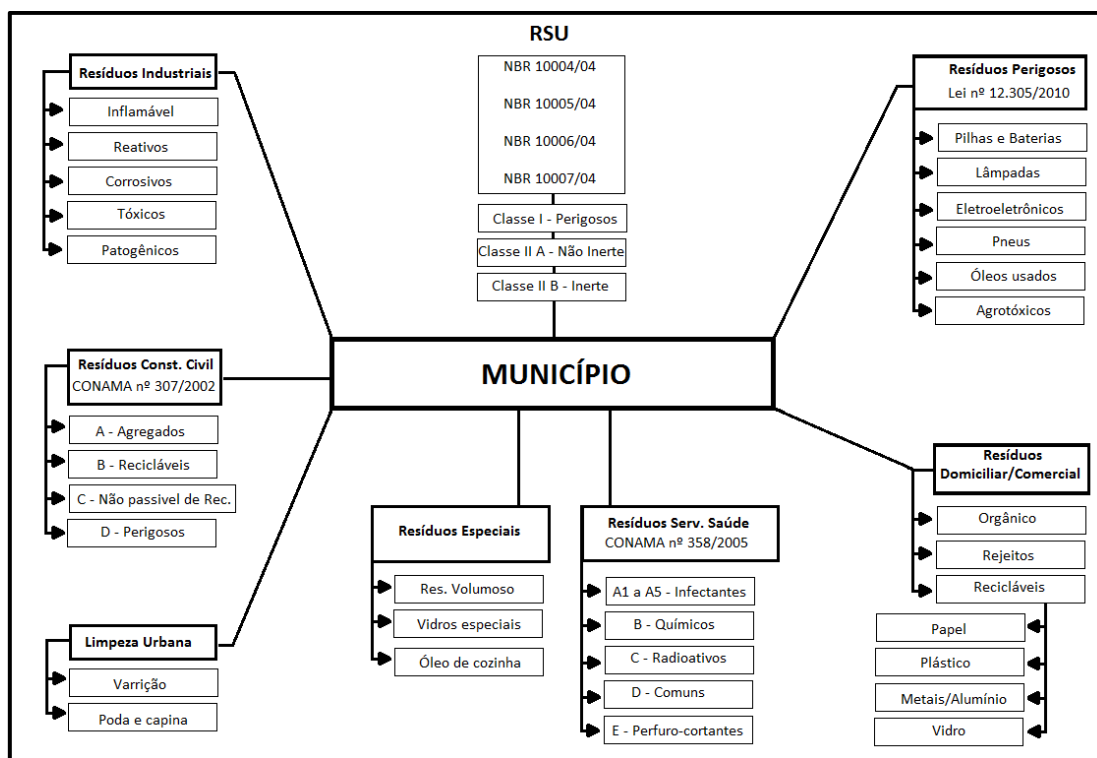 RSU
NBR 10004/04
NBR 10005/04
NBR 10006/04
NBR 10007/04
Classe I - Perigosos
Classe II A - Não Inerte
Classe II B - Inerte
MUNICÍPIO
Resíduos Industriais
Inflamável
Reativos
Corrosivos
Tóxicos
Patogênicos
Resíduos Const. Civil
CONAMA nº 307/2002
A - Agregados
B - Recicláveis
C - Não passivel de Rec.
D - Perigosos
Limpeza Urbana
Varrição
Poda e capina
Resíduos Especiais
Res. Volumoso
Vidros especiais
Óleo de cozinha
Resíduos Serv. Saúde
CONAMA nº 358/2005
A1 a A5 - Infectantes
B - Químicos
C - Radioativos
D - Comuns
E - Perfuro-cortantes
Resíduos Perigosos
Lei nº 12.305/2010
Pilhas e Baterias
Lâmpadas
Eletroeletrônicos
Pneus
Óleos usados
Agrotóxicos
Resíduos
Domiciliar/Comercial
Orgânico
Rejeitos
Recicláveis
Papel
Plástico
Metais/Alumínio
Vidro